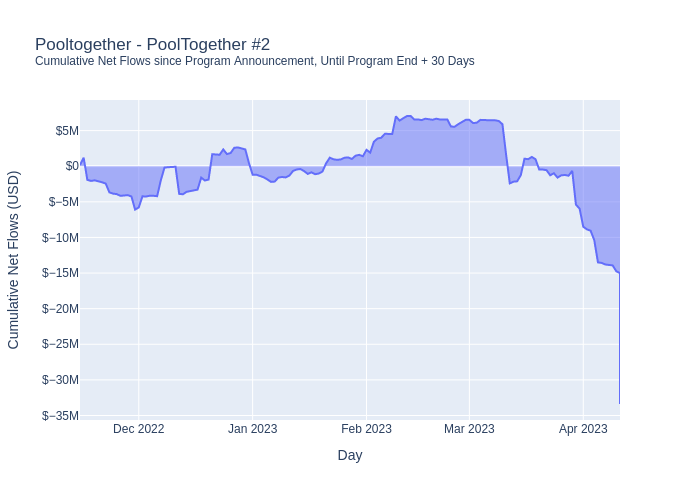 Pooltogether - PoolTogether #2
Cumulative Net Flows since Program Announcement, Until Program End + 30 Days
Cumulative Net Flows (USD)
$5M
$0
$−5M
$−10M
$−15M
$−20M
$−25M
$−30M
$−35M
Dec 2022
Jan 2023
Feb 2023
Mar 2023
Apr 2023
Day